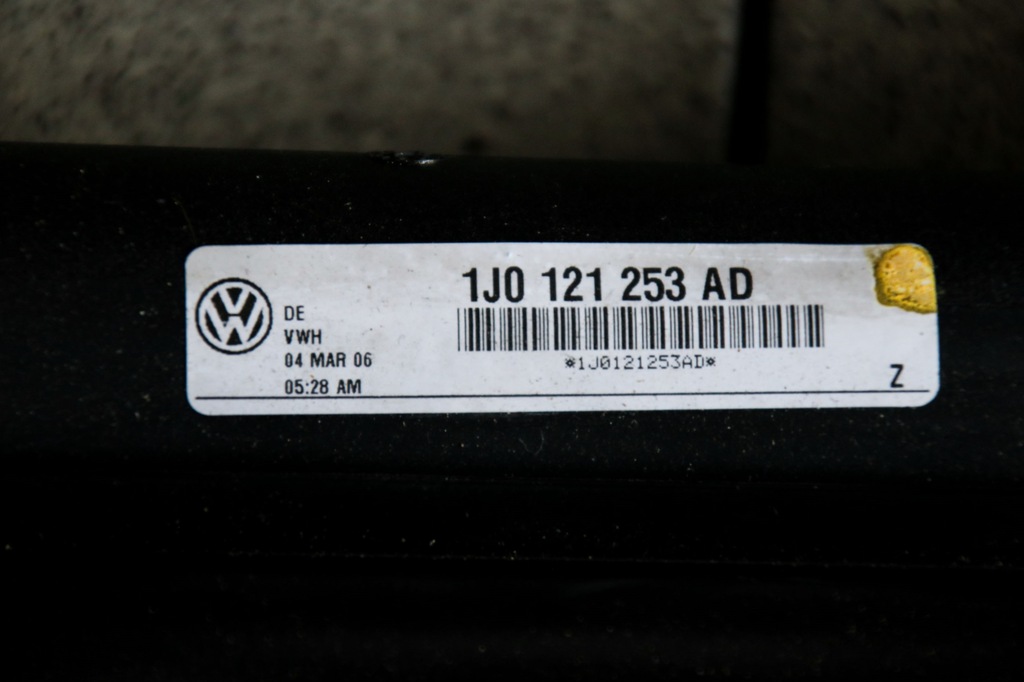 1J0 121 253 AD
DE
VWH
04 MAR 06
05:28 AM
*1J0121253AD*
Z